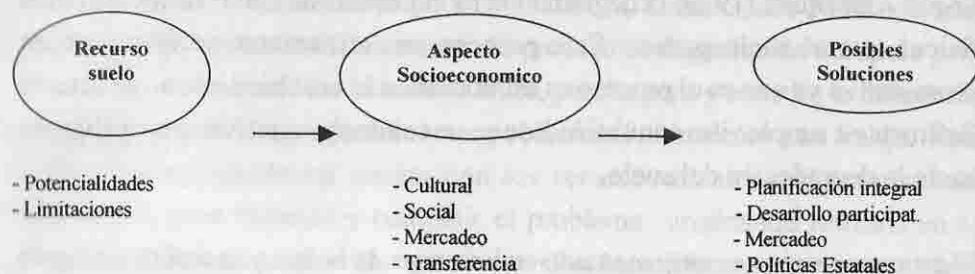 Recurso
suelo
- Potencialidades
- Limitaciones
Aspecto
Socioeconomico
- Cultural
- Social
- Mercadeo
- Transferencia
Posibles
Soluciones
- Planificación integral
- Desarrollo participat.
- Mercadeo
- Políticas Estatales